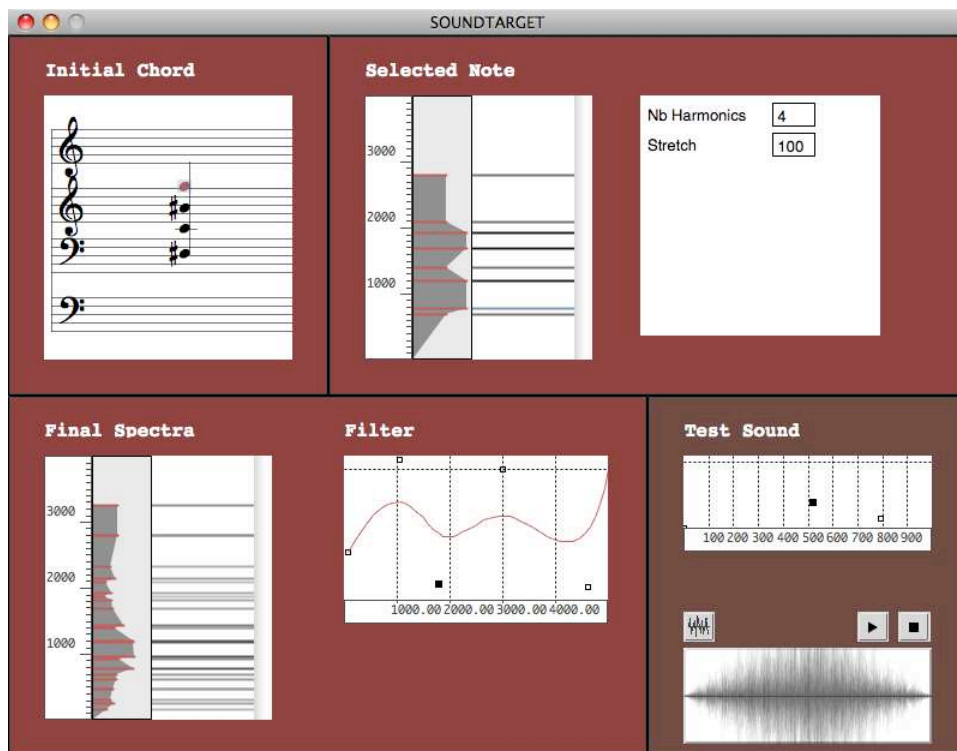 SOUNDTARGET
Initial Chord
Selected Note
3000
2000
1000
Nb Harmonics 4
Stretch 100
Final Spectra
3000
2000
1000
Filter
1000.00 2000.00 3000.00 4000.00
Test Sound
100 200 300 400 500 600 700 800 900